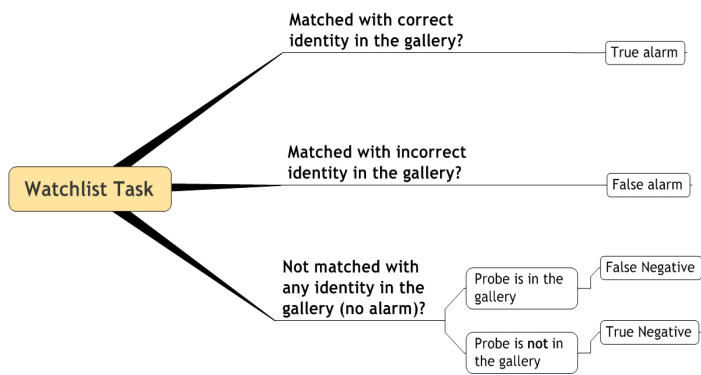 Matched with correct
identity in the gallery?
True alarm
Matched with incorrect
identity in the gallery?
False alarm
Watchlist Task
Not matched with
any identity in the
gallery (no alarm)?
Probe is in the
gallery
False Negative
Probe is not in
the gallery
True Negative